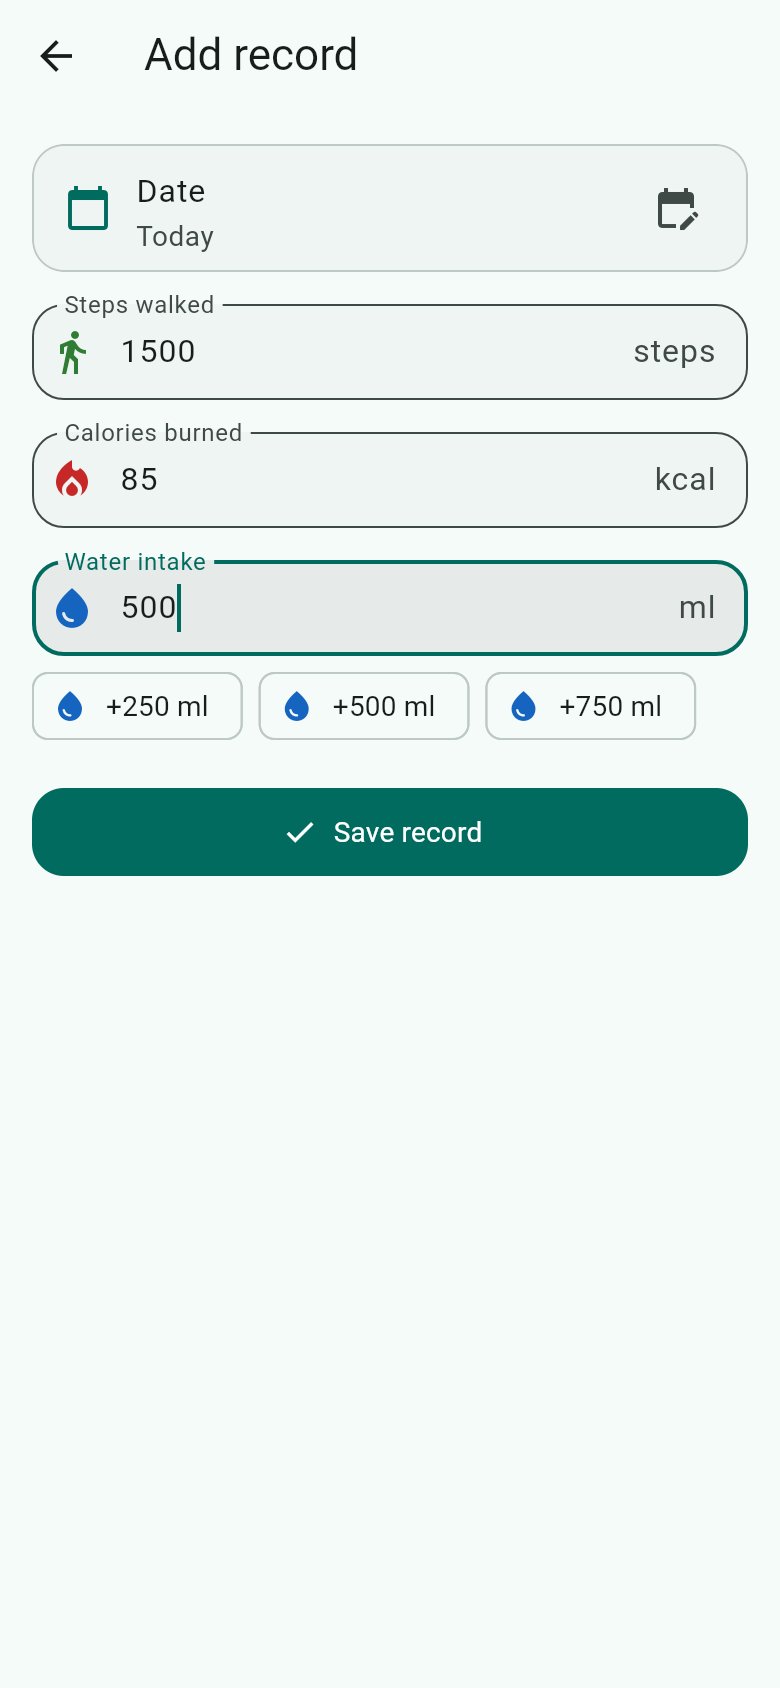 Add record
Date
Today
Steps walked
1500 steps
Calories burned
85 kcal
Water intake
500 ml
+250 ml +500 ml +750 ml
Save record